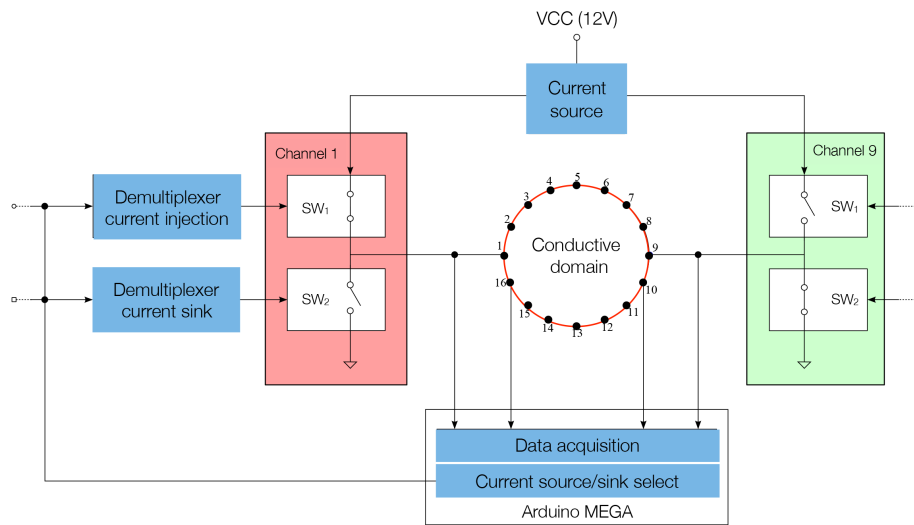 VCC (12V)
Current
source
Channel 1
Channel 9
Demultiplexer
current injection
SW1
SW1
Demultiplexer
current sink
SW2
SW2
Conductive
domain
1
2
3
4
5
6
7
8
9
10
11
12
13
14
15
16
Data acquisition
Current source/sink select
Arduino MEGA